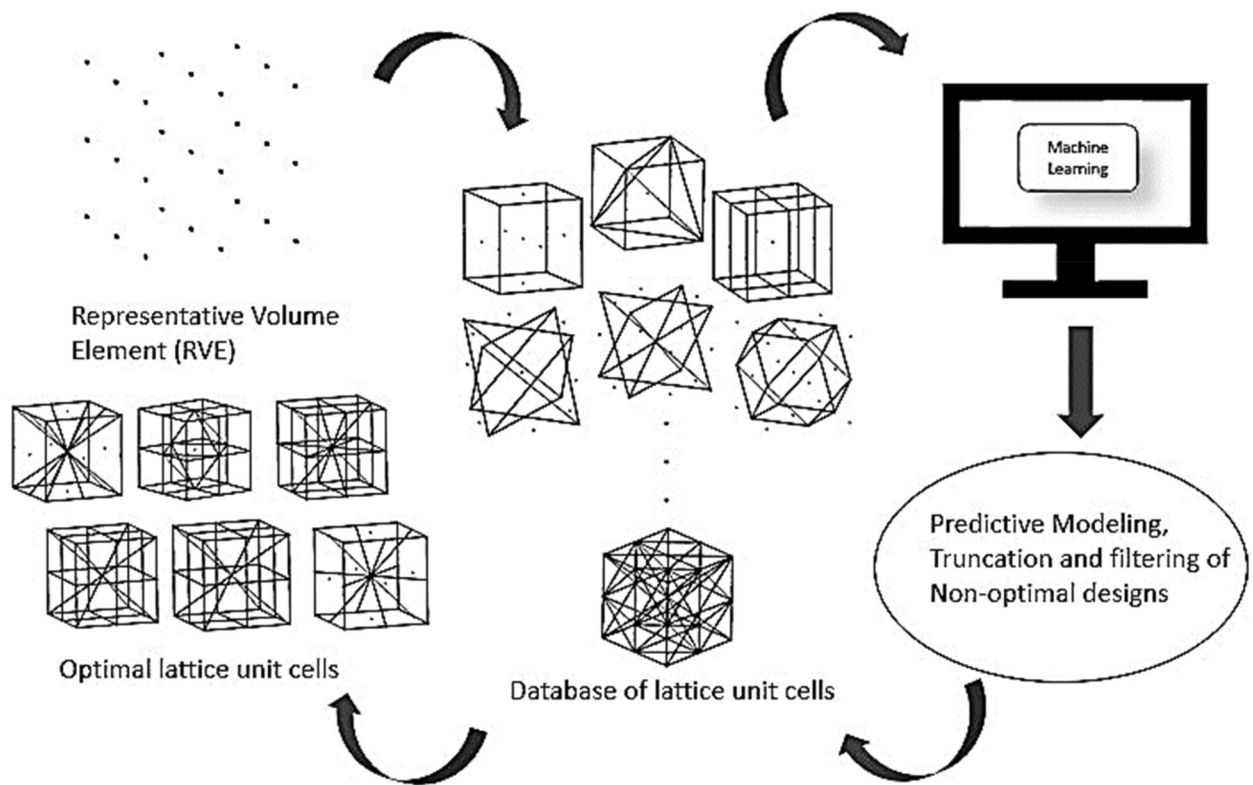 Machine
Learning
Representative Volume
Element (RVE)
Predictive Modeling,
Truncation and filtering of
Non-optimal designs
Optimal lattice unit cells
Database of lattice unit cells